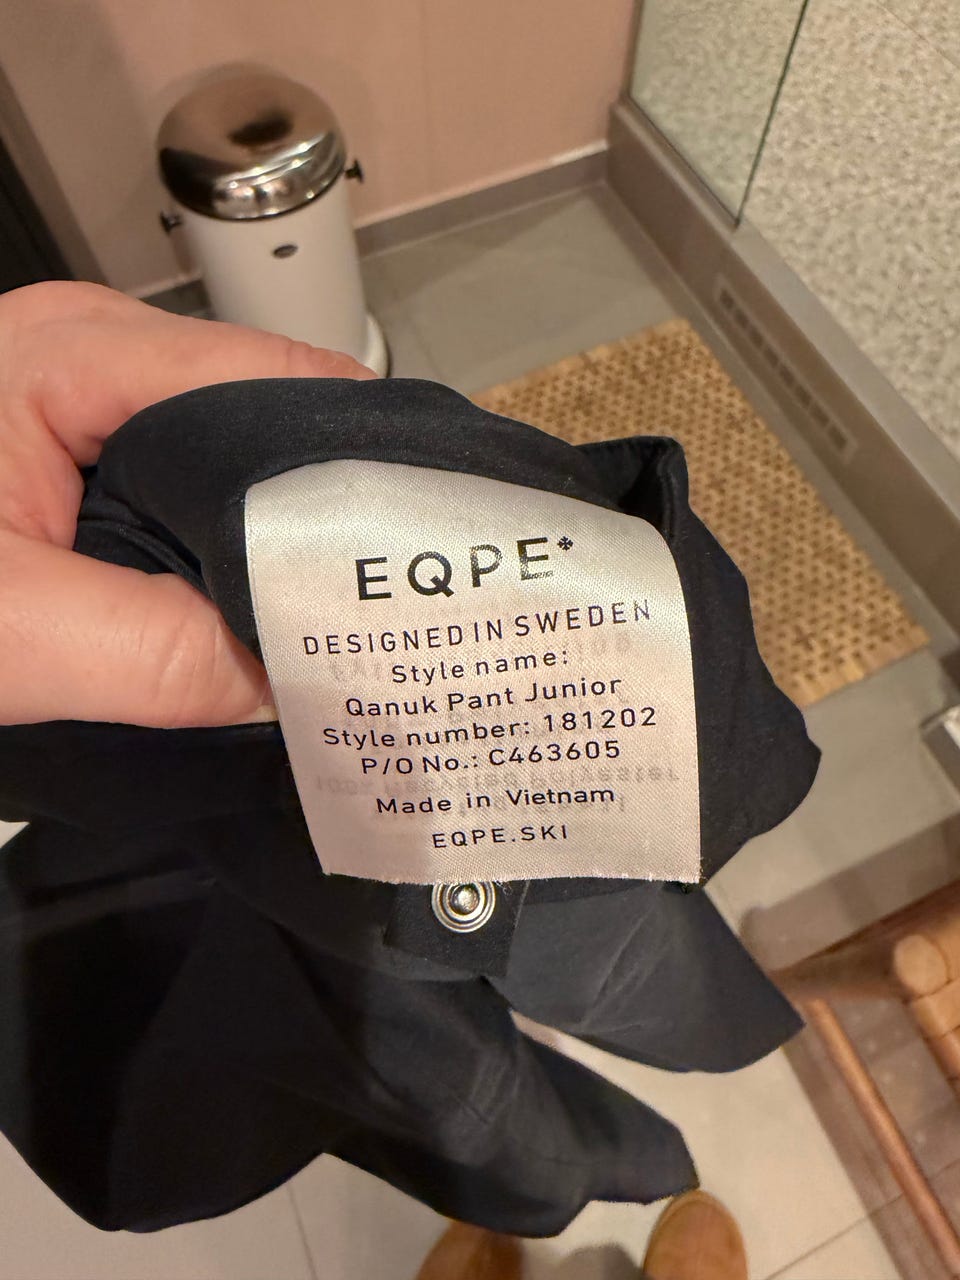 EQPE
DESIGNED IN SWEDEN
Style name:
Qanuk Pant Junior
Style number: 181202
P/O No.: C463605
Made in Vietnam
EQPE.SKI